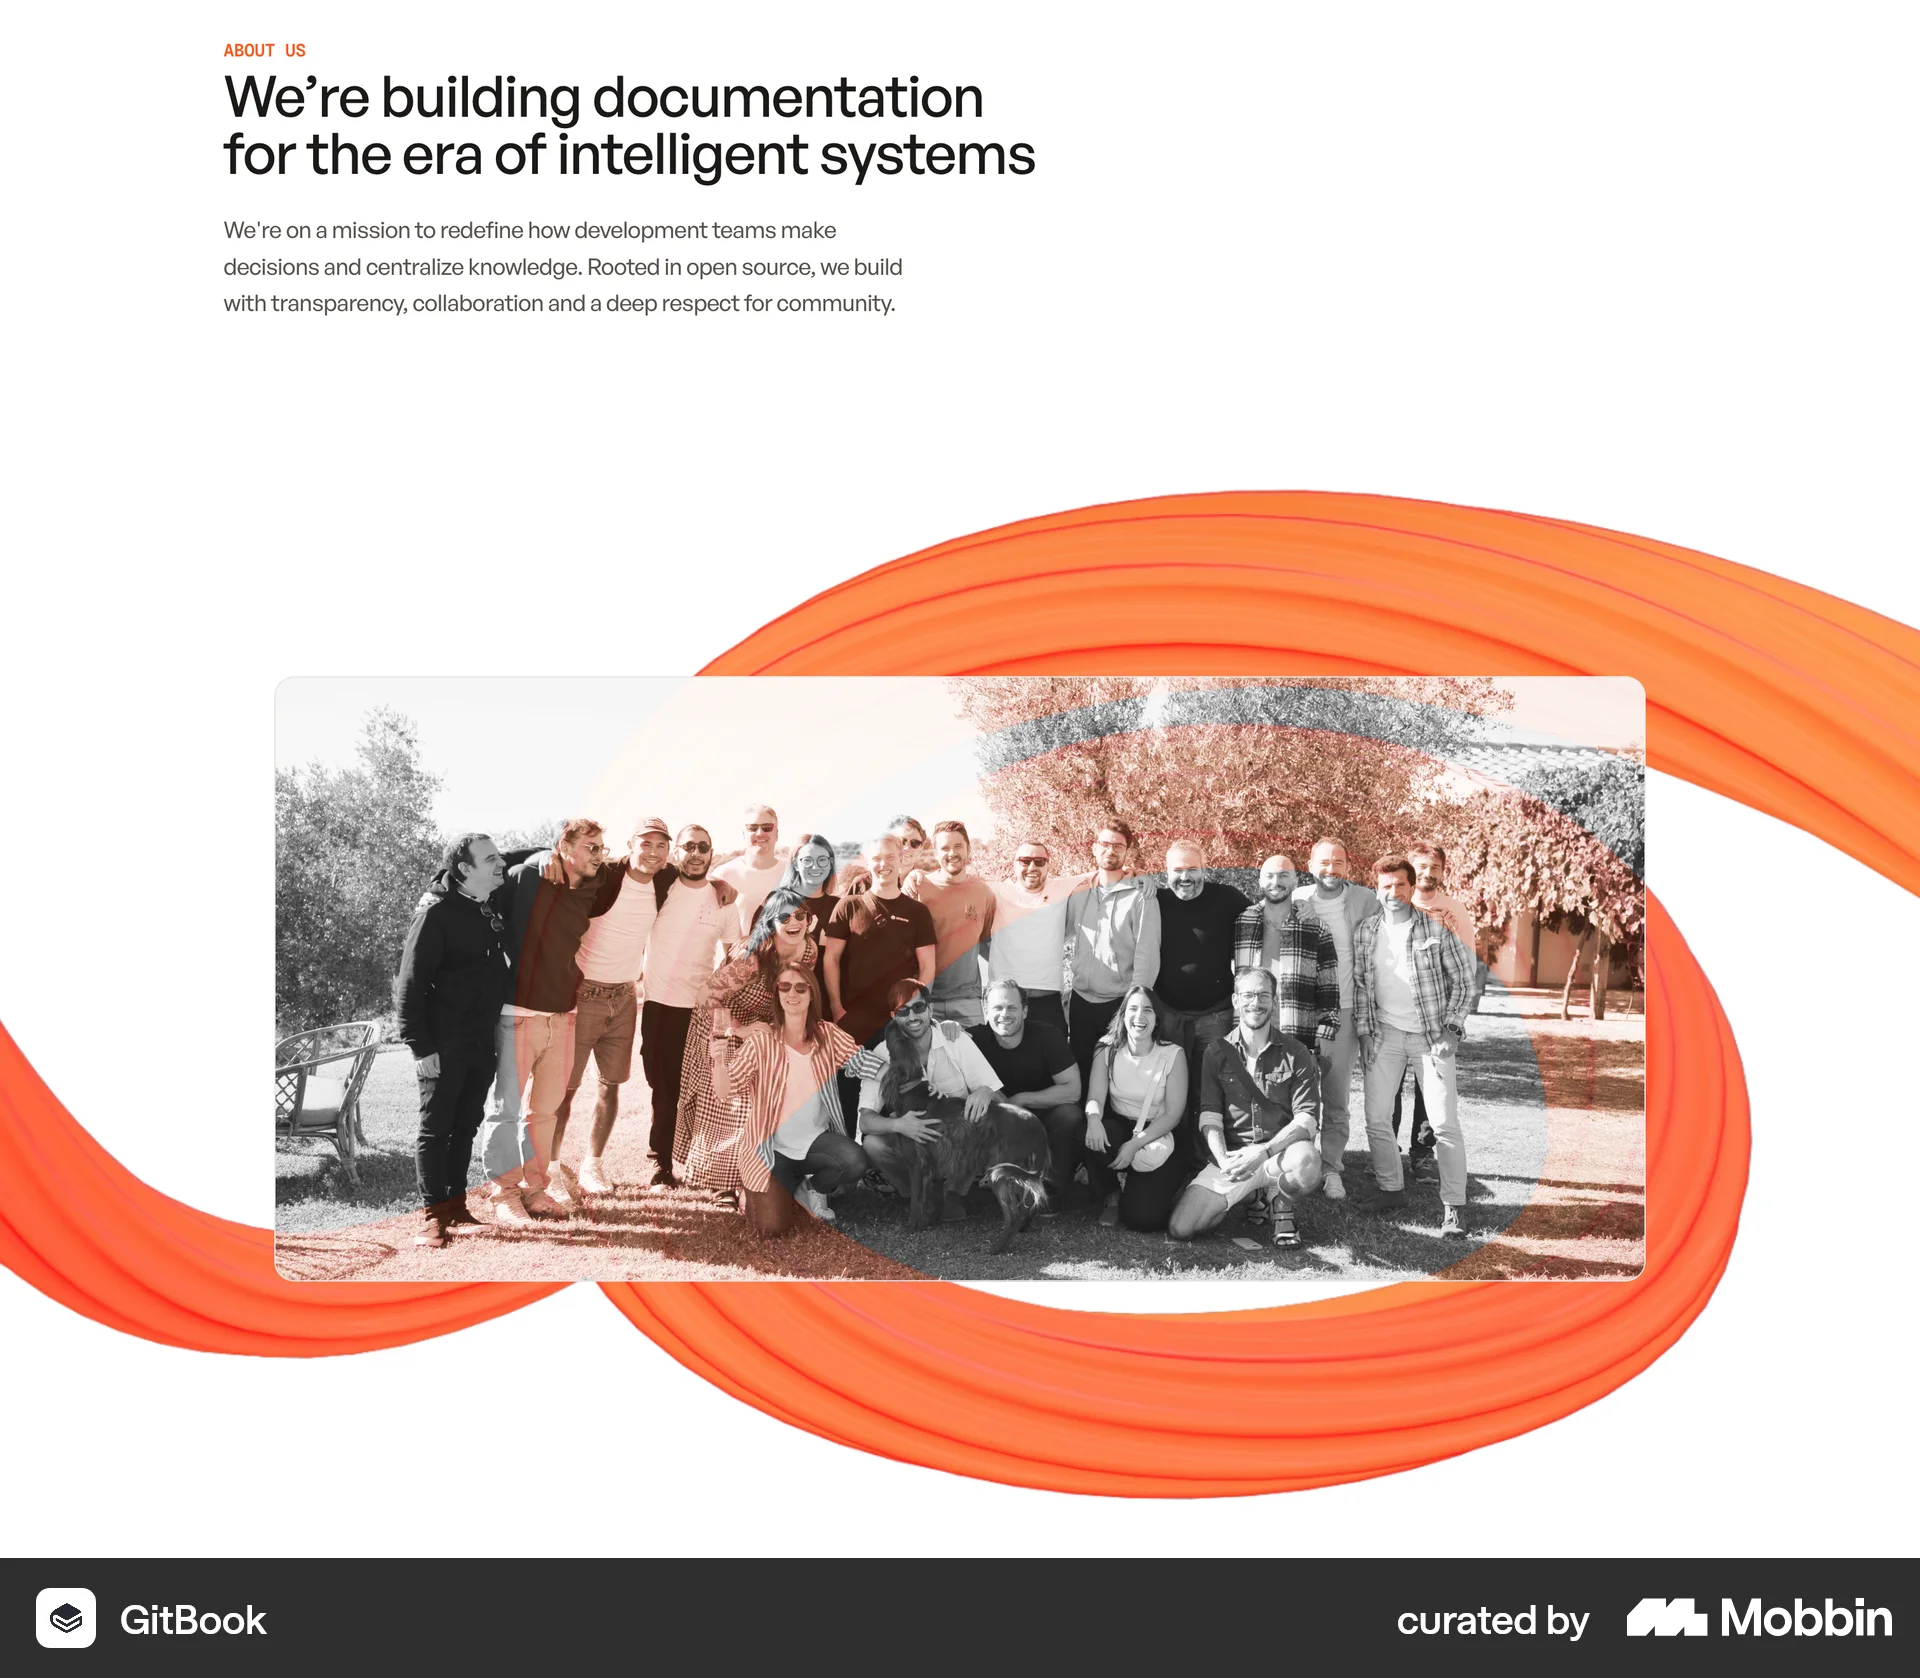 ABOUT US
We’re building documentation
for the era of intelligent systems
We're on a mission to redefine how development teams make
decisions and centralize knowledge. Rooted in open source, we build
with transparency, collaboration and a deep respect for community.
GitBook
curated by Mobbin